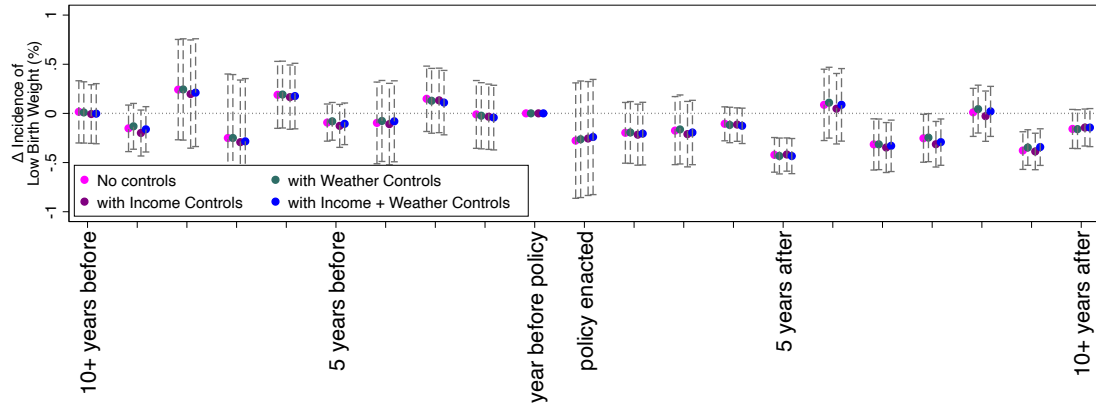 Δ Incidence of
Low Birth Weight (%)
1
.5
0
-.5
-1
No controls
with Weather Controls
with Income Controls
with Income + Weather Controls
10+ years before
5 years before
year before policy
policy enacted
5 years after
10+ years after